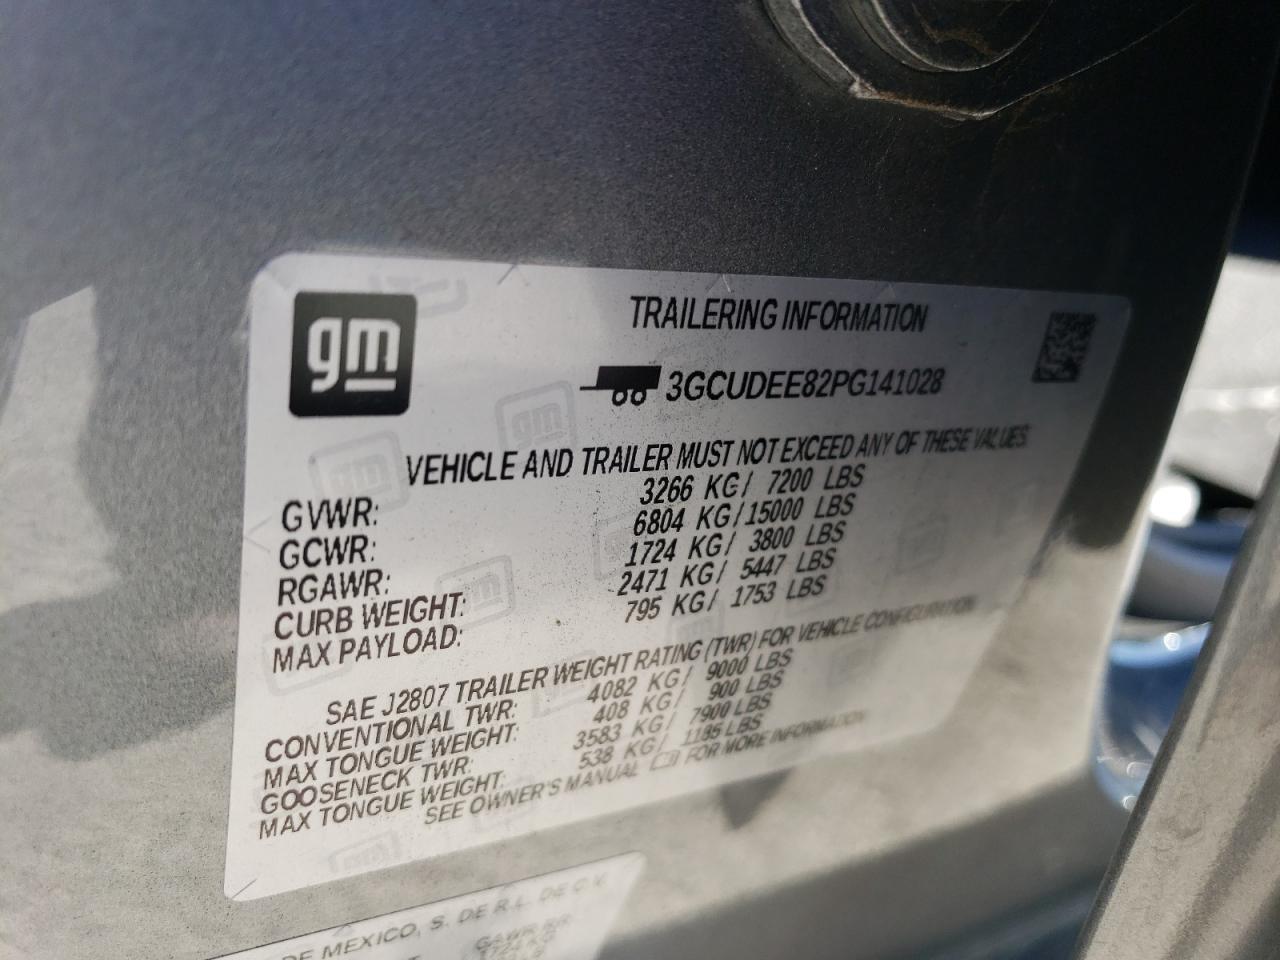 gm
TRAILERING INFORMATION
3GCUDEE82PG141028
VEHICLE AND TRAILER MUST NOT EXCEED ANY OF THESE VALUES
GVWR: 3266 KG/ 7200 LBS
GCWR: 6804 KG/15000 LBS
RGAWR: 1724 KG/ 3800 LBS
CURB WEIGHT: 2471 KG/ 5447 LBS
MAX PAYLOAD: 795 KG/ 1753 LBS
SAE J2807 TRAILER WEIGHT RATING (TWR) FOR VEHICLE CONFIGURATION
CONVENTIONAL TWR: 4082 KG/ 9000 LBS
MAX TONGUE WEIGHT: 408 KG/ 900 LBS
GOOSENECK TWR: 3583 KG/ 7900 LBS
MAX TONGUE WEIGHT: 538 KG/ 1185 LBS
SEE OWNER'S MANUAL FOR MORE INFORMATION
DE MEXICO, S. DE R.L. DE C.V.
GAWR RR
1724 KG